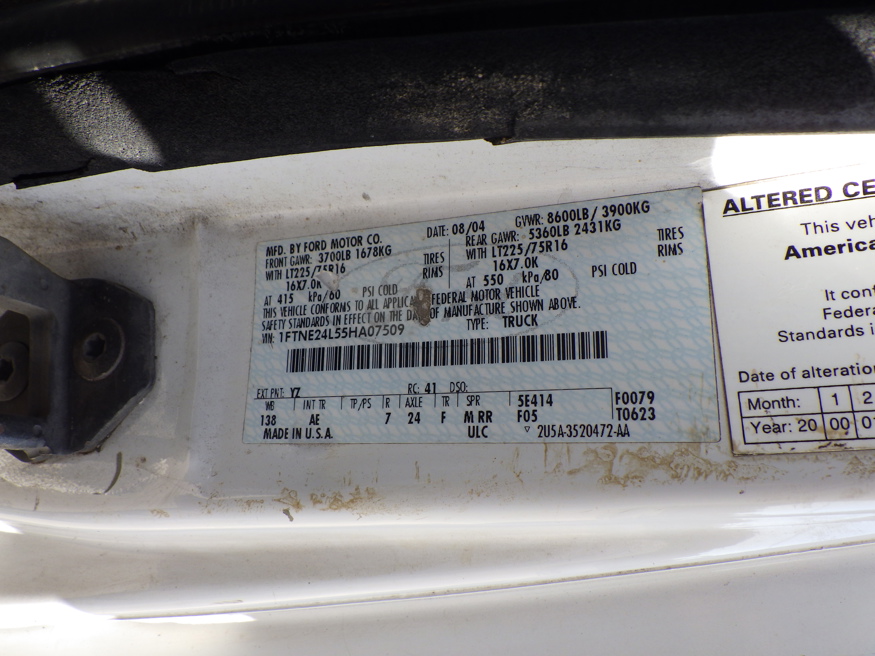 MFD. BY FORD MOTOR CO.
DATE: 08/04
GVWR: 8600LB/ 3900KG
FRONT GAWR: 3700LB 1678KG
WITH LT225/75R16 TIRES
16X7.0K RIMS
AT 415 kPa/60 PSI COLD
REAR GAWR: 5360LB 2431KG
WITH LT225/75R16 TIRES
16X7.0K RIMS
AT 550 kPa/80 PSI COLD
THIS VEHICLE CONFORMS TO ALL FEDERAL MOTOR VEHICLE
SAFETY STANDARDS IN EFFECT ON THE DATE OF MANUFACTURE SHOWN ABOVE.
VIN: 1FTNE24L55HA07509
TYPE: TRUCK
EXT PNT: YZ RC: 41 DSO:
WB INT TR TP/PS R AXLE TR SPR 5E414 F0079
138 AE 7 24 F M RR F05 T0623
MADE IN U.S.A. ULC ▽ 2U5A-3520472-AA
ALTERED CE
This veh
America
It conf
Federa
Standards i
Date of alteration
Month: 1 2
Year: 20 00 01